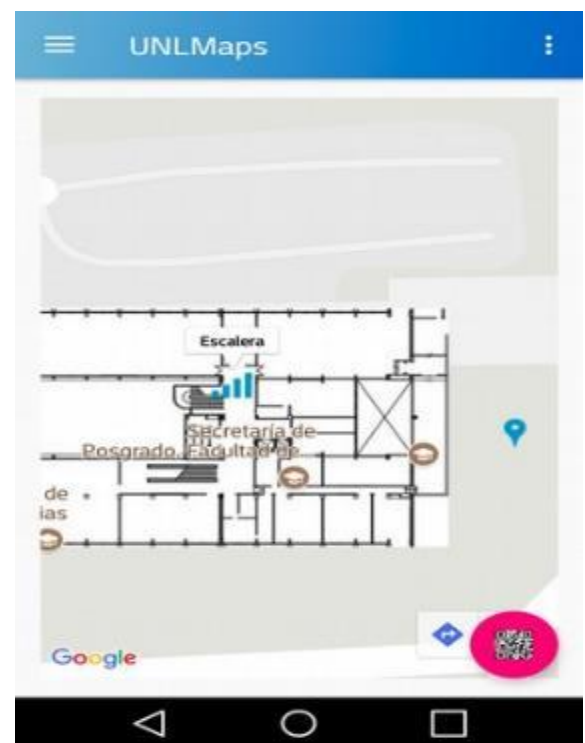 UNLMaps
Escalera
Secretaría de
Posgrado, Facultad de
de
ias
Google